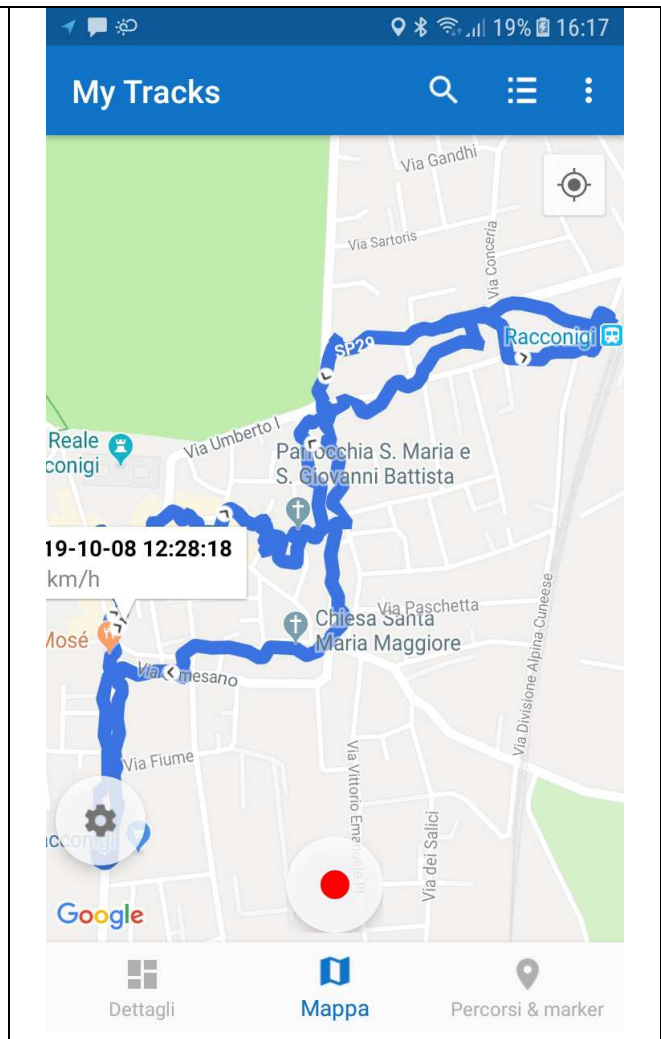 19% 16:17
My Tracks
Via Gandhi
Via Sartoris
Via Conceria
SP29
Racconigi
Reale
conigi
Via Umberto I
Parrocchia S. Maria e
S. Giovanni Battista
19-10-08 12:28:18
km/h
Mosé
Chiesa Santa
Maria Maggiore
Via Paschetta
Via Divisione Alpina Cuneese
mesano
Via Fiume
Via Vittorio Emanuele III
Via dei Salici
Google
Dettagli
Mappa
Percorsi & marker